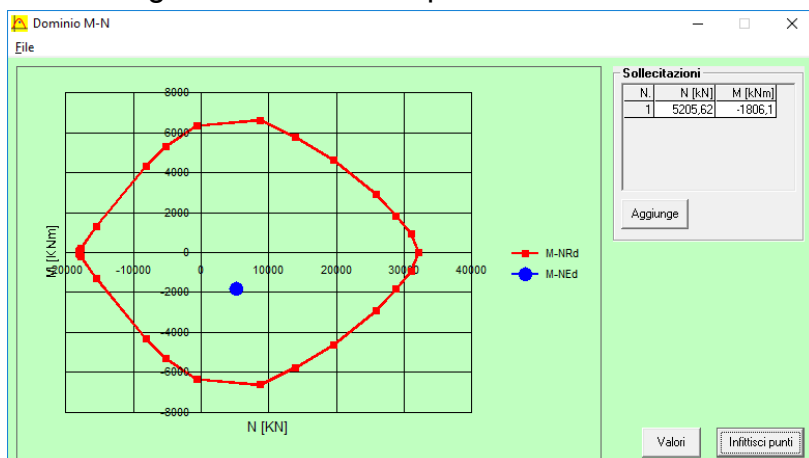 Dominio M-N
File
8000
6000
4000
2000
0
-2000
-4000
-6000
-8000
M [KNm]
-20000 -10000 0 10000 20000 30000 40000
N [KN]
M-NRd
M-NEd
Sollecitazioni
N. N [kN] M [kNm]
1 5205,62 -1806,1
Aggiunge
Valori
Infittisci punti